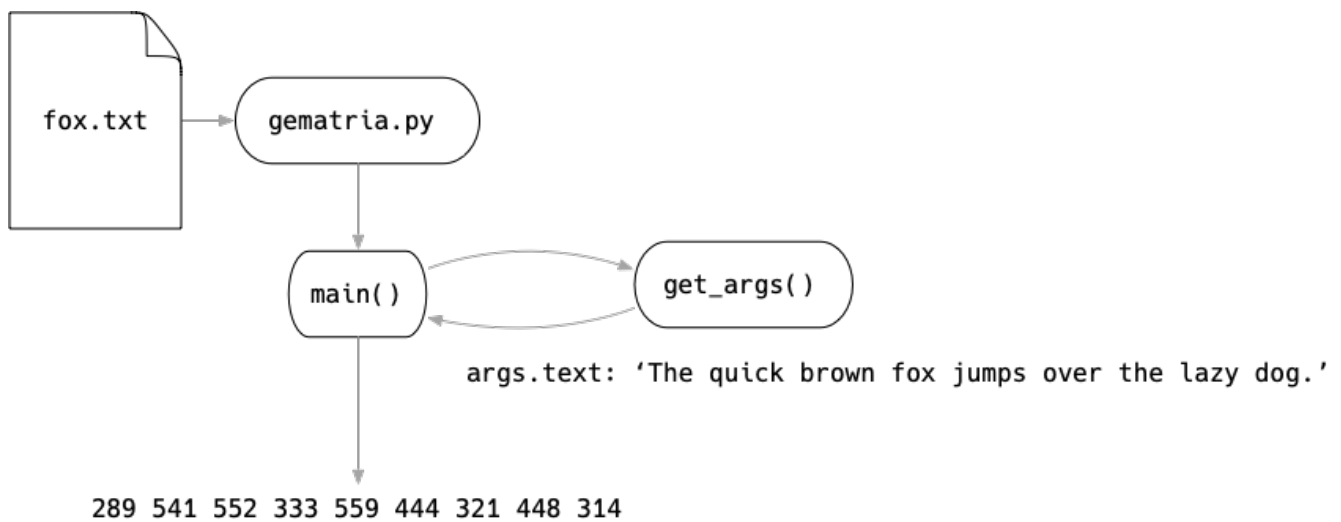 fox.txt
gematria.py
main()
get_args()
args.text: ‘The quick brown fox jumps over the lazy dog.’
289 541 552 333 559 444 321 448 314